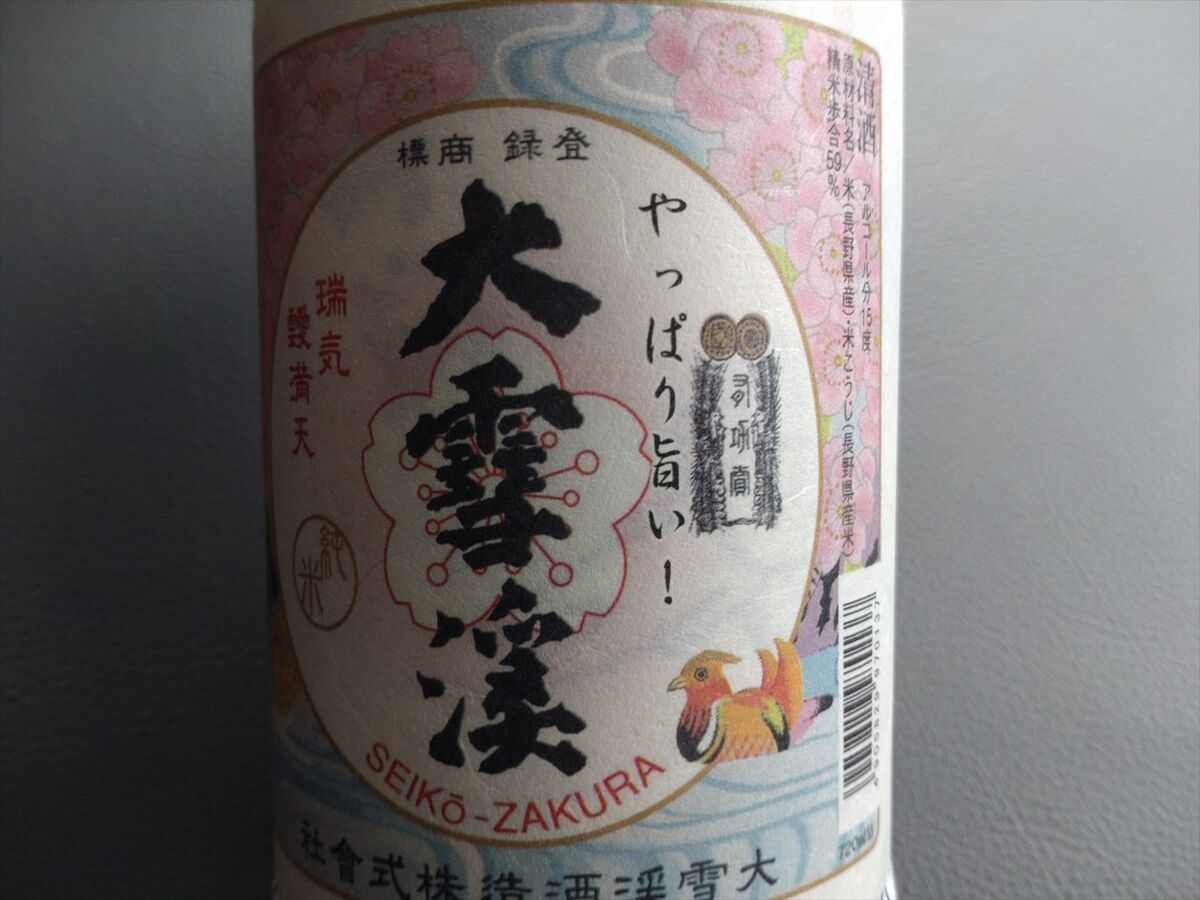 登録商標
大雪渓
やっぱり旨い!
瑞気
靉満天
純米
SEIKō-ZAKURA
大雪渓酒造株式會社
清酒 アルコール分15度
原材料名/米(長野県産)・米こうじ(長野県産米)
精米歩合59%
4905829970137
720ml